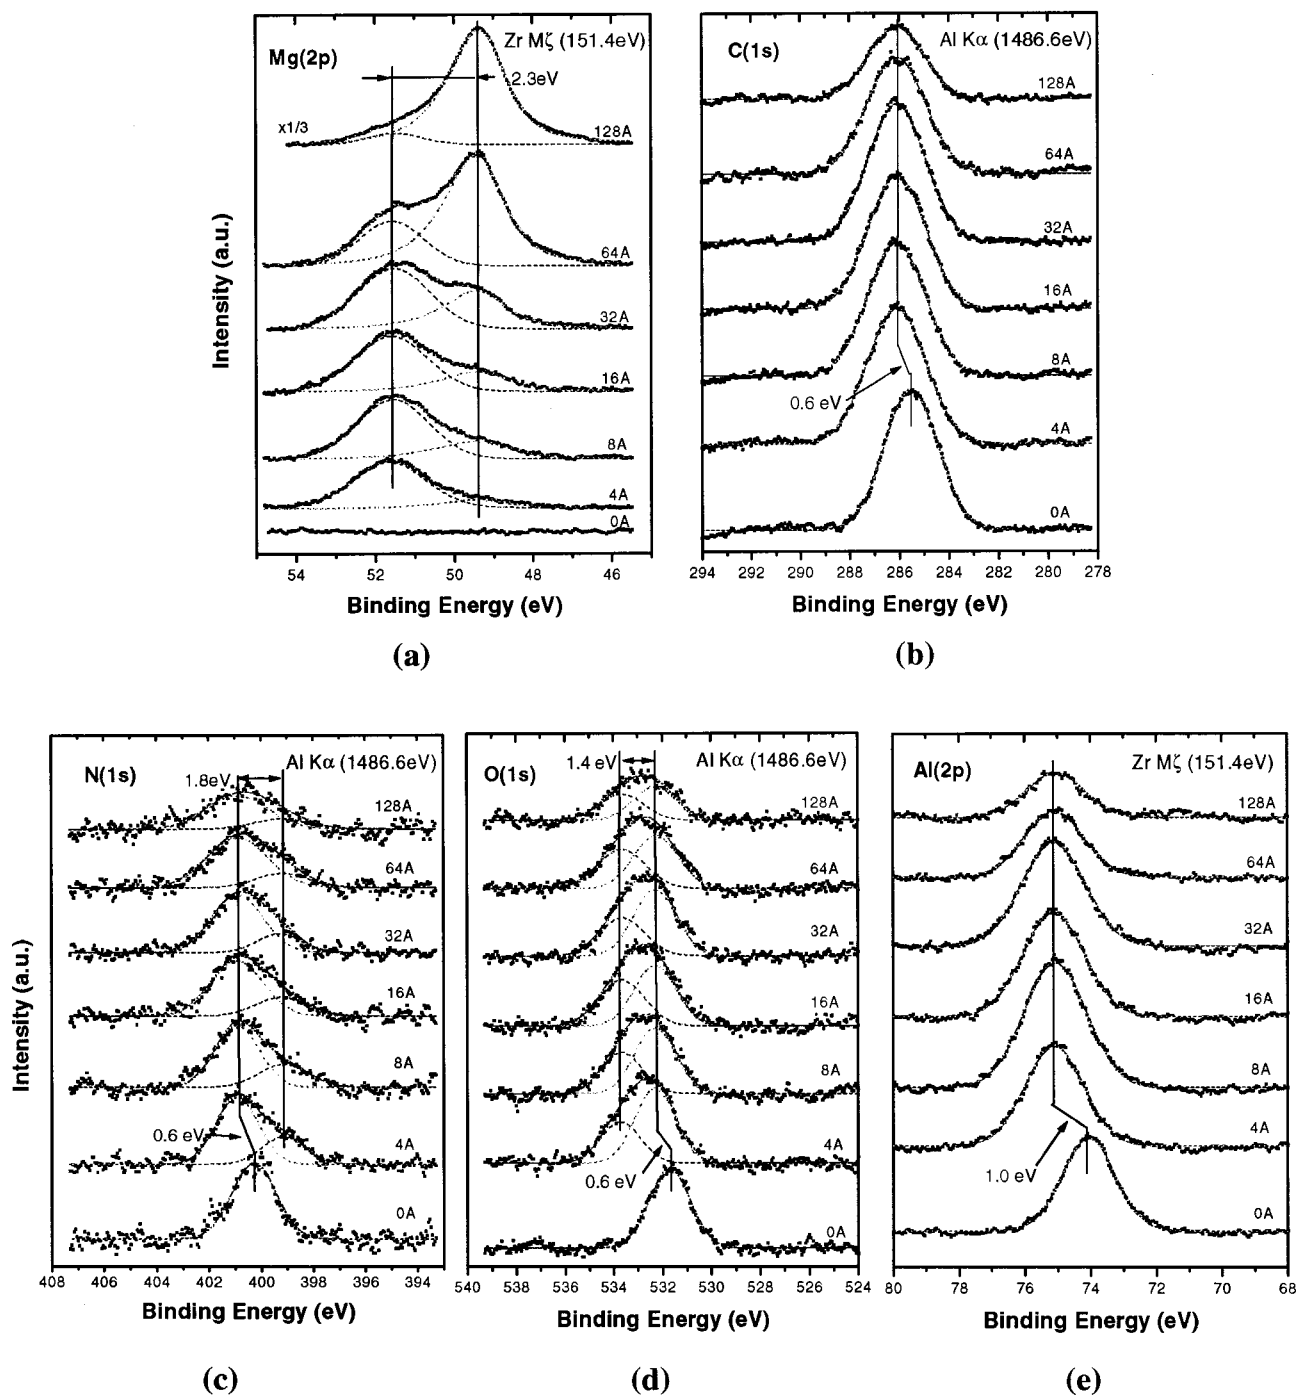 Mg(2p)
Zr Mζ (151.4eV)
2.3eV
x1/3
128A
64A
32A
16A
8A
4A
0A
Intensity (a.u.)
54 52 50 48 46
Binding Energy (eV)
(a)
C(1s)
Al Kα (1486.6eV)
128A
64A
32A
16A
8A
0.6 eV
4A
0A
294 292 290 288 286 284 282 280 278
Binding Energy (eV)
(b)
N(1s)
Al Kα (1486.6eV)
1.8eV
128A
64A
32A
16A
8A
0.6 eV
4A
0A
Intensity (a.u.)
408 406 404 402 400 398 396 394
Binding Energy (eV)
(c)
1.4 eV
Al Kα (1486.6eV)
O(1s)
128A
64A
32A
16A
8A
4A
0.6 eV
0A
540 538 536 534 532 530 528 526 524
Binding Energy (eV)
(d)
Al(2p)
Zr Mζ (151.4eV)
128A
64A
32A
16A
8A
4A
1.0 eV
0A
80 78 76 74 72 70 68
Binding Energy (eV)
(e)